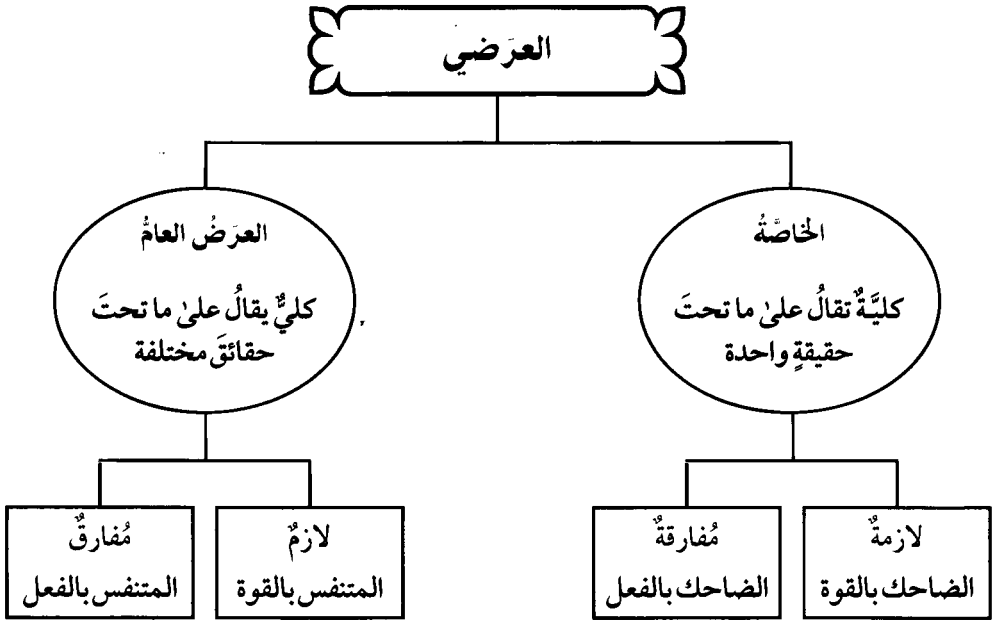 العرَضي
الخاصَّةُ
كليَّةٌ تقالُ علىٰ ما تحتَ
حقيقةٍ واحدة
العرَضُ العامُّ
كليٌّ يقالُ علىٰ ما تحتَ
حقائقَ مختلفة
لازمةٌ
الضاحك بالقوة
مُفارقةٌ
الضاحك بالفعل
لازمٌ
المتنفس بالقوة
مُفارقٌ
المتنفس بالفعل